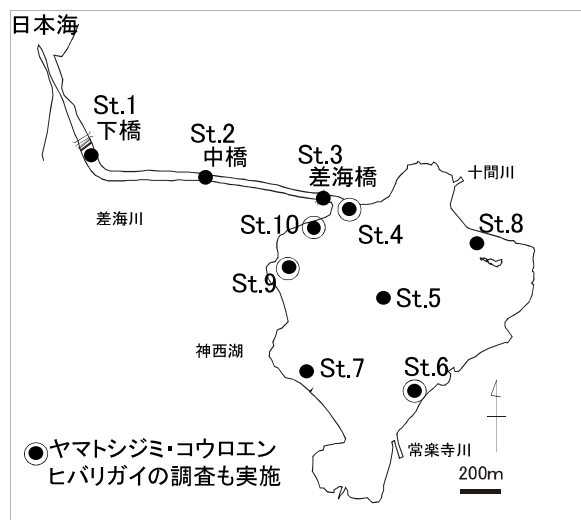 日本海
St.1
下橋
St.2
中橋
St.3
差海橋
十間川
差海川
St.10
St.4
St.8
St.9
St.5
神西湖
St.7
St.6
ヤマトシジミ・コウロエン
ヒバリガイの調査も実施
常楽寺川
200m